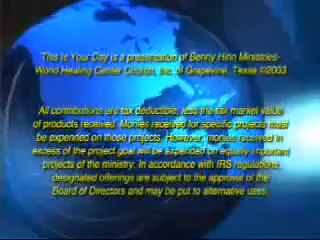 This is Your Day is a presentation of Benny Hinn Ministries-
World Healing Center Church, Inc. of Grapevine, Texas ©2003
All contributions are tax deductible, less the fair market value
of products received. Monies received for specific projects must
be expended on those projects. However, monies received in
excess of the project goal will be expended on equally important
projects of the ministry. In accordance with IRS regulations,
designated offerings are subject to the approval of the
Board of Directors and may be put to alternative uses.